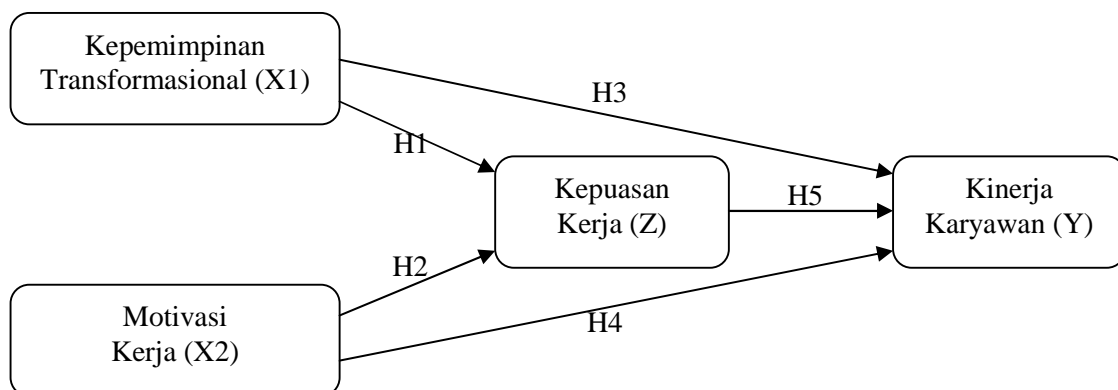 Kepemimpinan
Transformasional (X1)
H3
H1
Kepuasan
Kerja (Z)
H5
Kinerja
Karyawan (Y)
H2
Motivasi
Kerja (X2)
H4